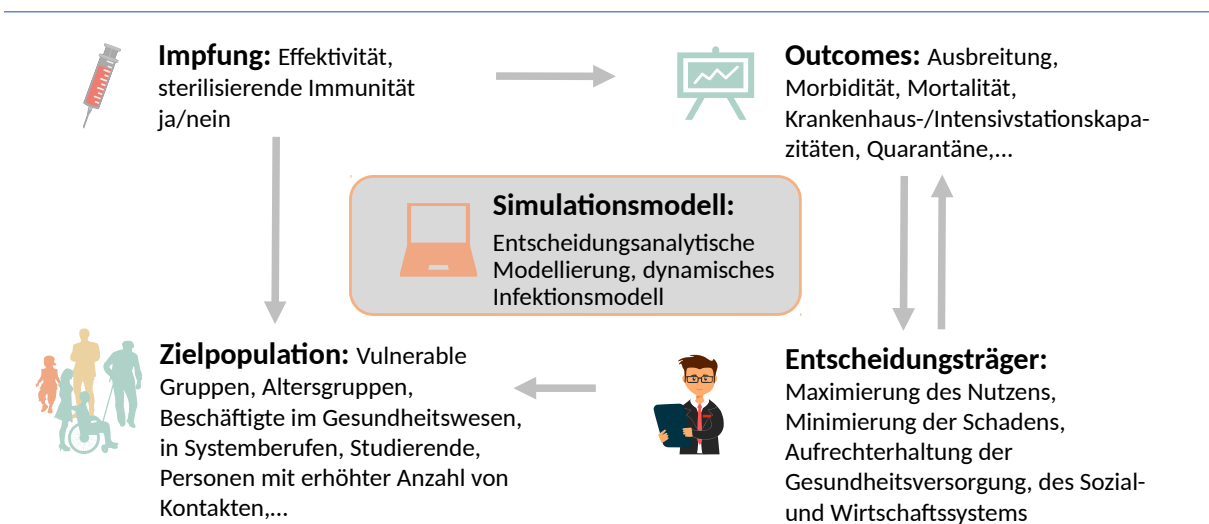 Impfung: Effektivität,
sterilisierende Immunität
ja/nein
Outcomes: Ausbreitung,
Morbidität, Mortalität,
Krankenhaus-/Intensivstationskapa-
zitäten, Quarantäne,...
Simulationsmodell:
Entscheidungsanalytische
Modellierung, dynamisches
Infektionsmodell
Zielpopulation: Vulnerable
Gruppen, Altersgruppen,
Beschäftigte im Gesundheitswesen,
in Systemberufen, Studierende,
Personen mit erhöhter Anzahl von
Kontakten,...
Entscheidungsträger:
Maximierung des Nutzens,
Minimierung der Schadens,
Aufrechterhaltung der
Gesundheitsversorgung, des Sozial-
und Wirtschaftssystems